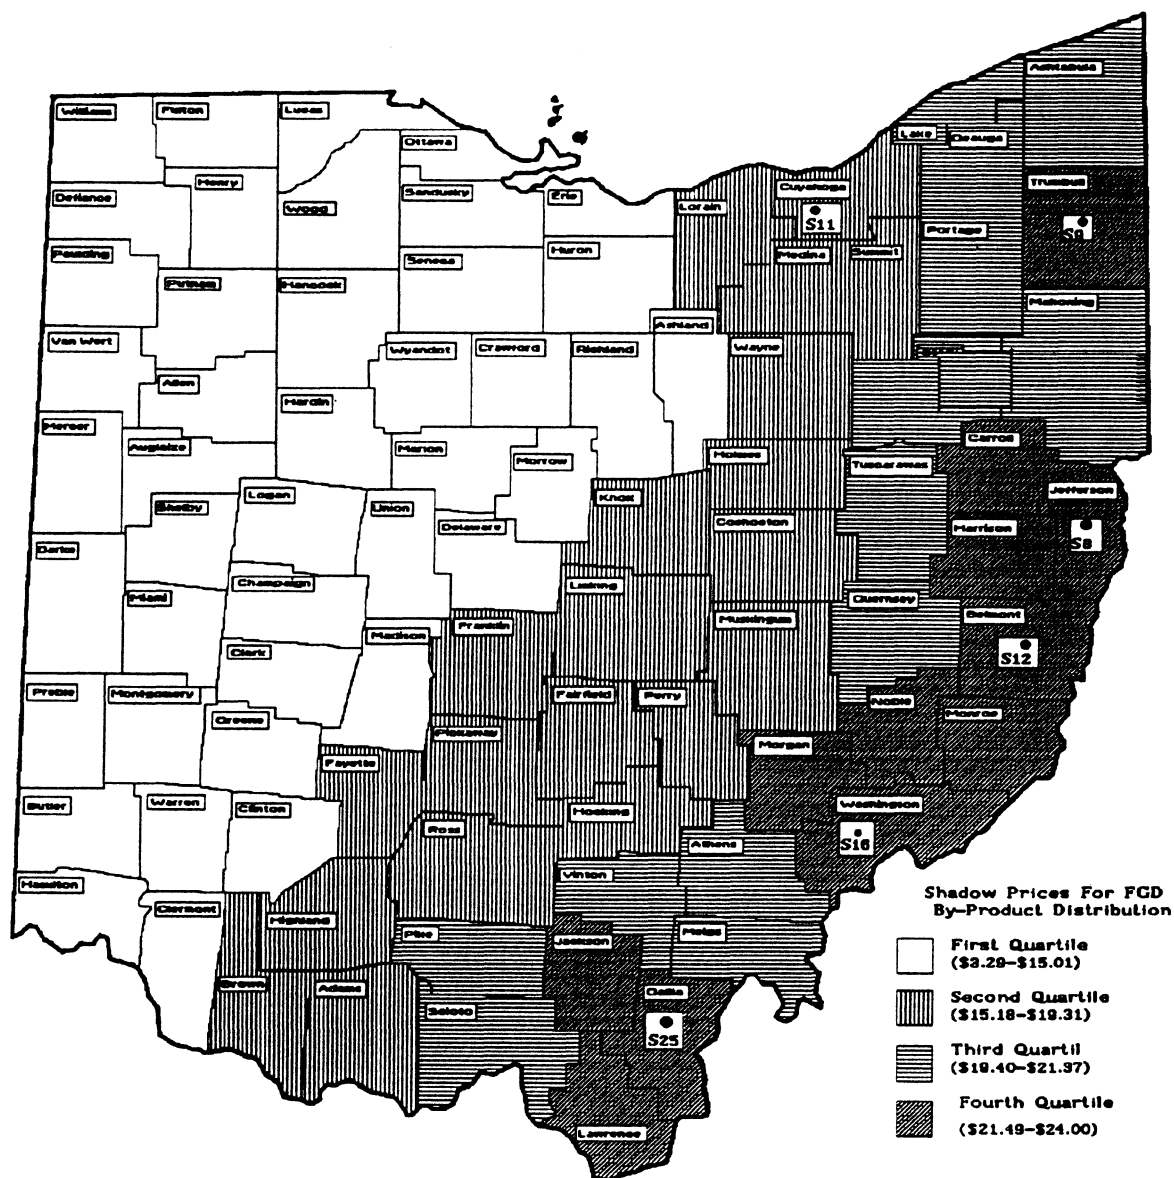 Ashtabula
Williams
Fulton
Lucas
Lake
Geauga
Ottawa
Henry
Trumbull
Defiance
Sandusky
Erie
Cuyahoga
Wood
Lorain
S11
S9
Portage
Paulding
Seneca
Huron
Medina
Summit
Putnam
Hancock
Mahoning
Ashland
Van Wert
Wyandot
Crawford
Richland
Wayne
Allen
Hardin
Mercer
Auglaize
Marion
Morrow
Holmes
Tuscarawas
Carroll
Logan
Union
Knox
Jefferson
Shelby
Delaware
Coshocton
Harrison
S8
Darke
Champaign
Licking
Miami
Guernsey
Madison
Franklin
Muskingum
Belmont
Clark
S12
Preble
Montgomery
Fairfield
Perry
Noble
Monroe
Greene
Pickaway
Morgan
Fayette
Butler
Warren
Clinton
Hocking
Washington
Ross
S16
Athens
Hamilton
Vinton
Clermont
Highland
Pike
Jackson
Meigs
Brown
Adams
Gallia
Scioto
S25
Lawrence
Shadow Prices For FGD
By-Product Distribution
First Quartile
($3.29-$15.01)
Second Quartile
($15.18-$19.31)
Third Quartil
($19.40-$21.37)
Fourth Quartile
($21.49-$24.00)